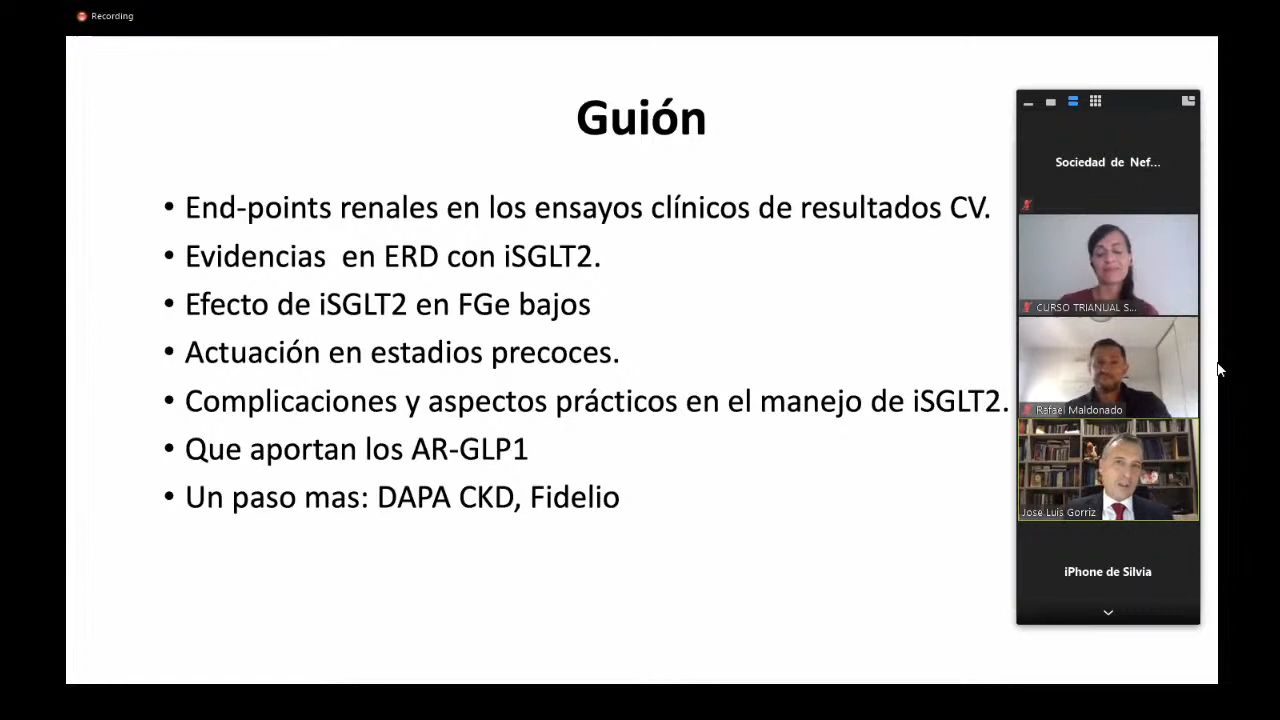 Recording
Guión
• End-points renales en los ensayos clínicos de resultados CV.
• Evidencias  en ERD con iSGLT2.
• Efecto de iSGLT2 en FGe bajos
• Actuación en estadios precoces.
• Complicaciones y aspectos prácticos en el manejo de iSGLT2.
• Que aportan los AR-GLP1
• Un paso mas: DAPA CKD, Fidelio
Sociedad de Nef...
CURSO TRIANUAL S...
Rafael Maldonado
Jose Luis Gorriz
iPhone de Silvia